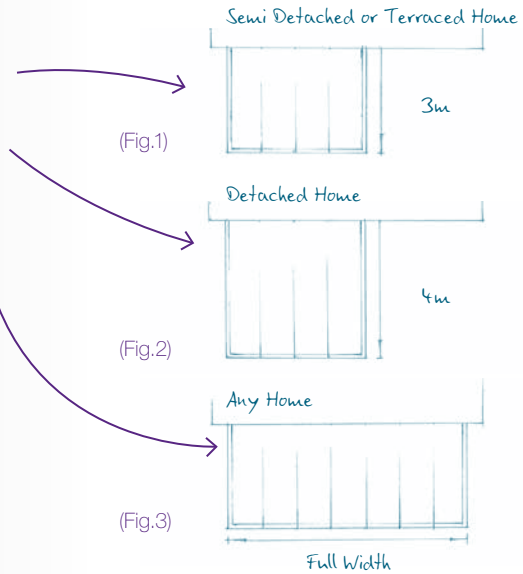 Semi Detached or Terraced Home
3m
(Fig.1)
Detached Home
4m
(Fig.2)
Any Home
(Fig.3)
Full Width